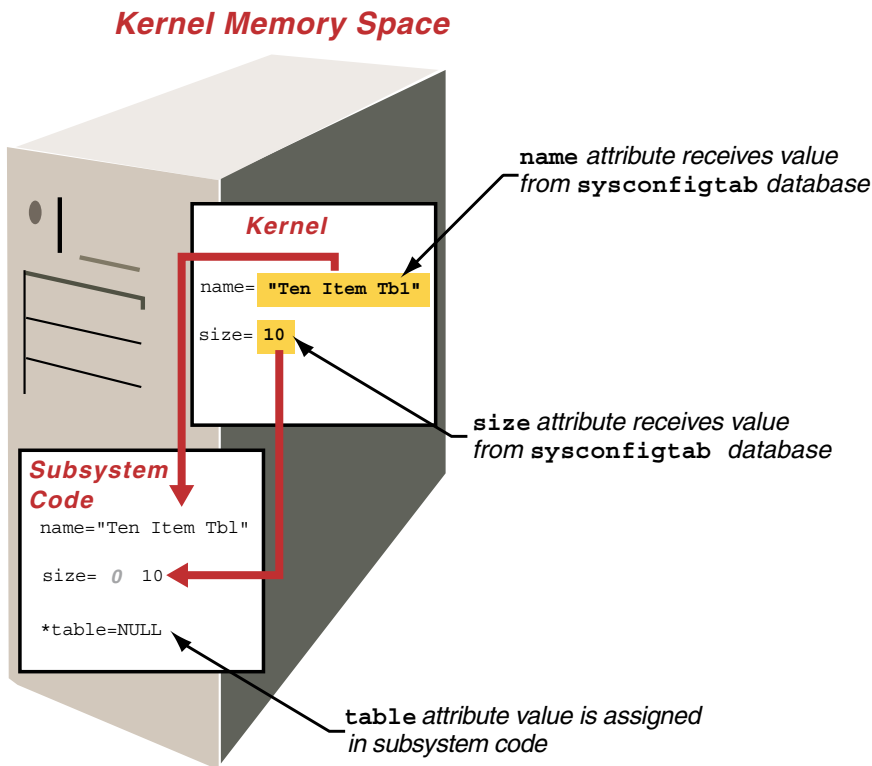 Kernel Memory Space
name attribute receives value
from sysconfigtab database
Kernel
name= "Ten Item Tbl"
size= 10
size attribute receives value
from sysconfigtab database
Subsystem
Code
name="Ten Item Tbl"
size= 0 10
*table=NULL
table attribute value is assigned
in subsystem code